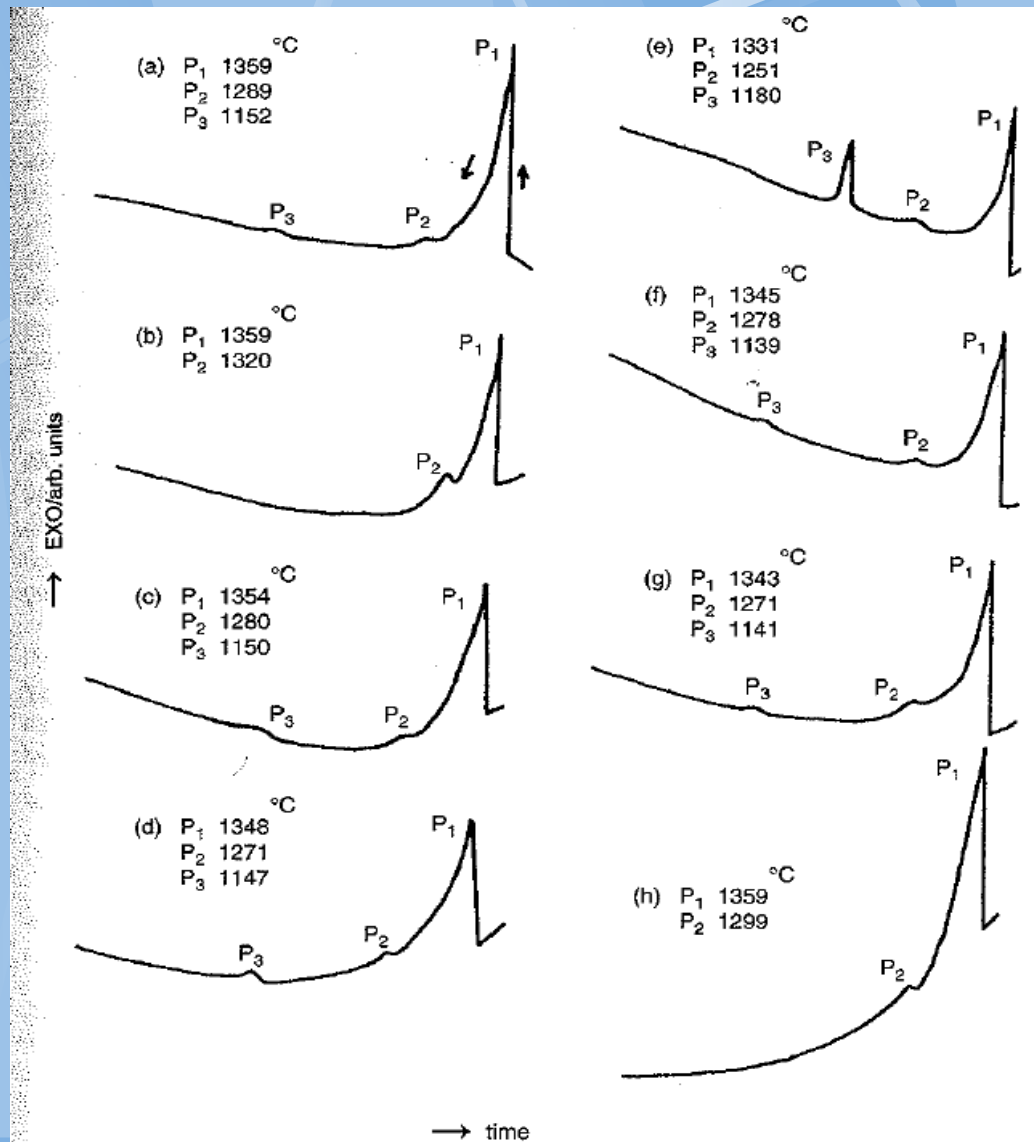 (a) P₁ 1359 °C
P₂ 1289
P₃ 1152
P₁
P₂
P₃
(b) P₁ 1359 °C
P₂ 1320
P₁
P₂
(c) P₁ 1354 °C
P₂ 1280
P₃ 1150
P₁
P₂
P₃
(d) P₁ 1348 °C
P₂ 1271
P₃ 1147
P₁
P₂
P₃
(e) P₁ 1331 °C
P₂ 1251
P₃ 1180
P₁
P₃
P₂
(f) P₁ 1345 °C
P₂ 1278
P₃ 1139
P₁
P₃
P₂
(g) P₁ 1343 °C
P₂ 1271
P₃ 1141
P₁
P₃
P₂
(h) P₁ 1359 °C
P₂ 1299
P₁
P₂
→ EXO/arb. units
→ time